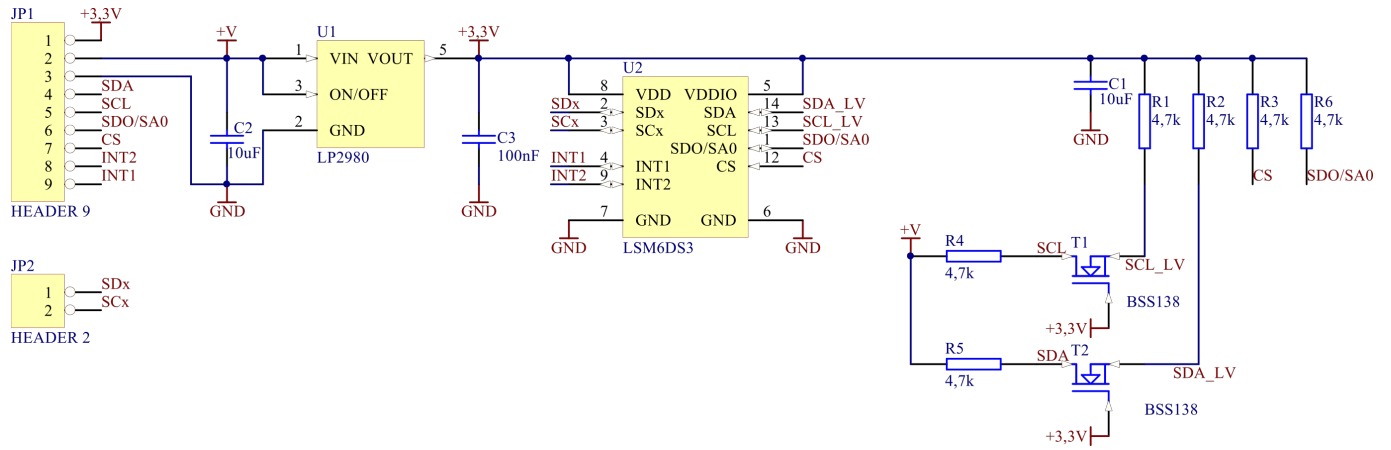 JP1
+3,3V
1
2
3
4 SDA
5 SCL
6 SDO/SA0
7 CS
8 INT2
9 INT1
HEADER 9
JP2
1 SDx
2 SCx
HEADER 2
+V
C2
10uF
GND
U1
1 VIN VOUT 5
3 ON/OFF
2 GND
LP2980
+3,3V
C3
100nF
GND
U2
8 VDD VDDIO 5
SDx 2 SDx SDA 14 SDA_LV
SCx 3 SCx SCL 13 SCL_LV
SDO/SA0 1 SDO/SA0
INT1 4 INT1 CS 12 CS
INT2 9 INT2
7 GND GND 6
GND LSM6DS3 GND
C1
10uF
GND
R1
4,7k
R2
4,7k
R3
4,7k
R6
4,7k
CS
SDO/SA0
+V
R4
4,7k
SCL
T1
SCL_LV
BSS138
+3,3V
R5
4,7k
SDA
T2
SDA_LV
BSS138
+3,3V